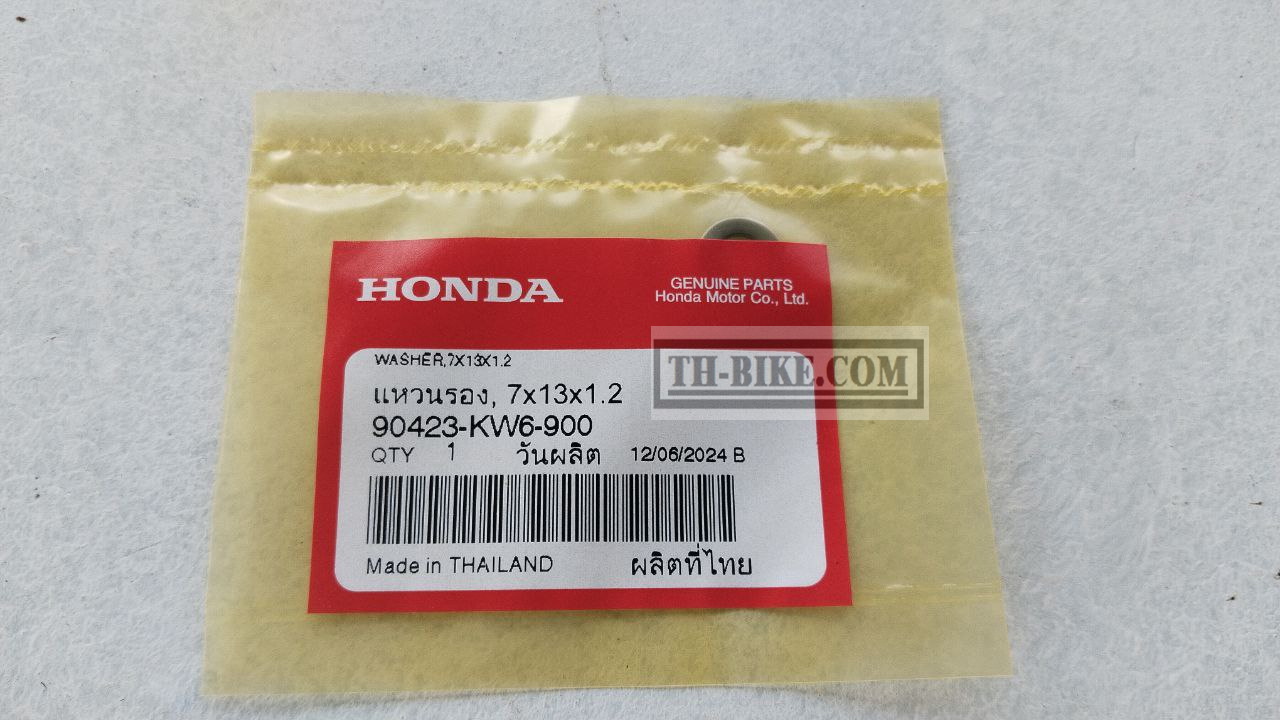 HONDA
GENUINE PARTS
Honda Motor Co., Ltd.
WASHER,7X13X1.2
TH-BIKE.COM
แหวนรอง, 7x13x1.2
90423-KW6-900
QTY 1 วันผลิต 12/06/2024 B
Made in THAILAND ผลิตที่ไทย